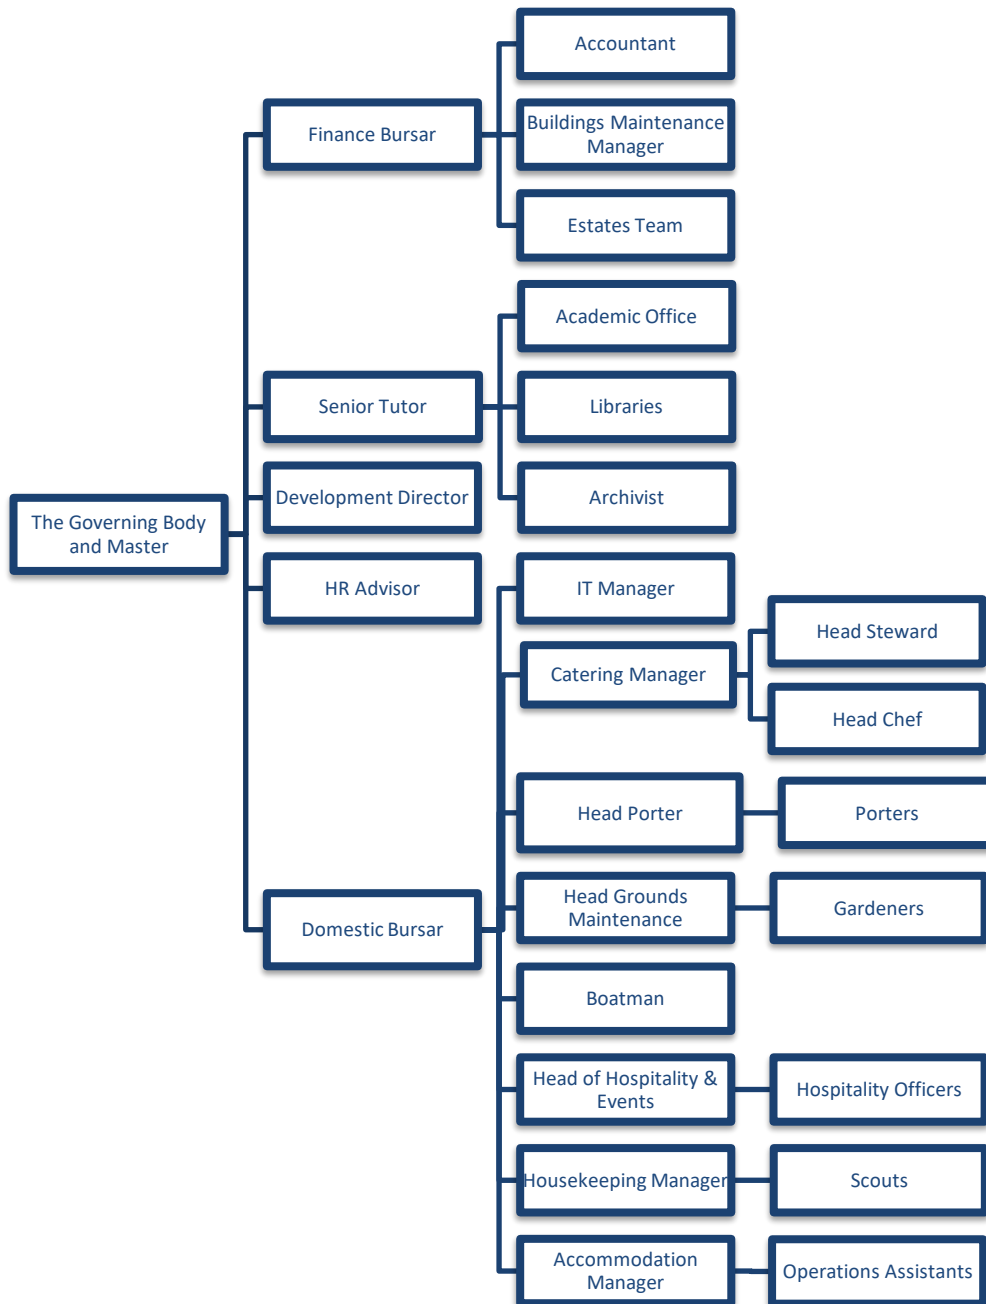 Accountant
Finance Bursar
Buildings Maintenance
Manager
Estates Team
Academic Office
Senior Tutor
Libraries
Development Director
Archivist
The Governing Body
and Master
HR Advisor
IT Manager
Head Steward
Catering Manager
Head Chef
Head Porter
Porters
Head Grounds
Maintenance
Gardeners
Domestic Bursar
Boatman
Head of Hospitality &
Events
Hospitality Officers
Housekeeping Manager
Scouts
Accommodation
Manager
Operations Assistants